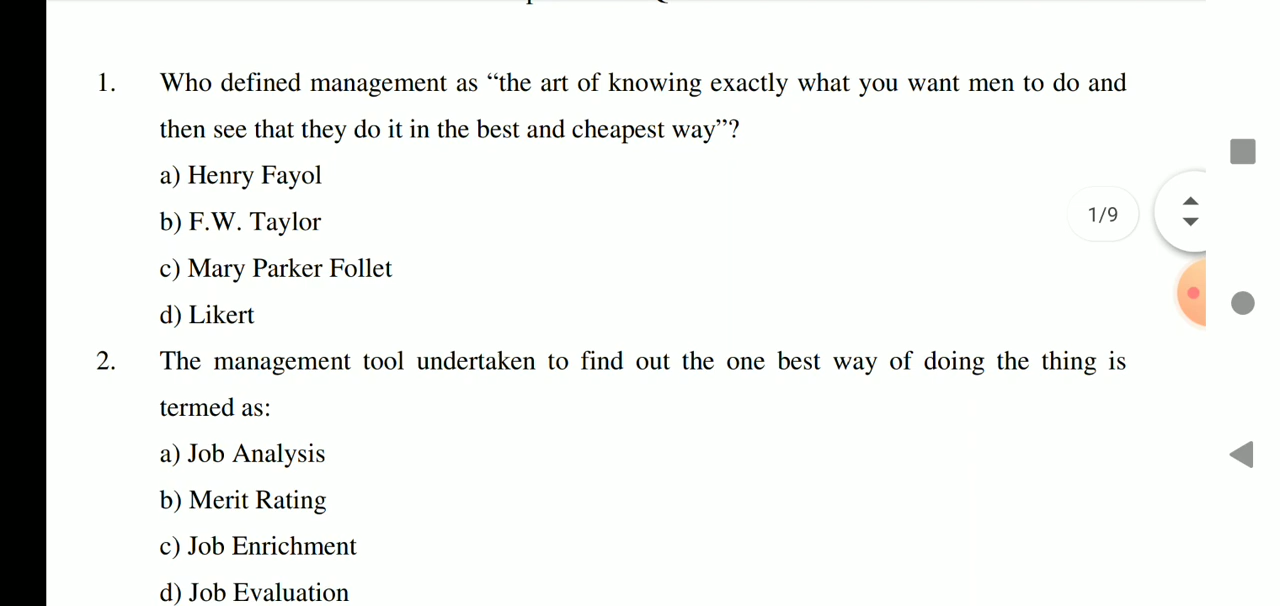 1. Who defined management as “the art of knowing exactly what you want men to do and
then see that they do it in the best and cheapest way”?
a) Henry Fayol
b) F.W. Taylor
1/9
c) Mary Parker Follet
d) Likert
2. The management tool undertaken to find out the one best way of doing the thing is
termed as:
a) Job Analysis
b) Merit Rating
c) Job Enrichment
d) Job Evaluation